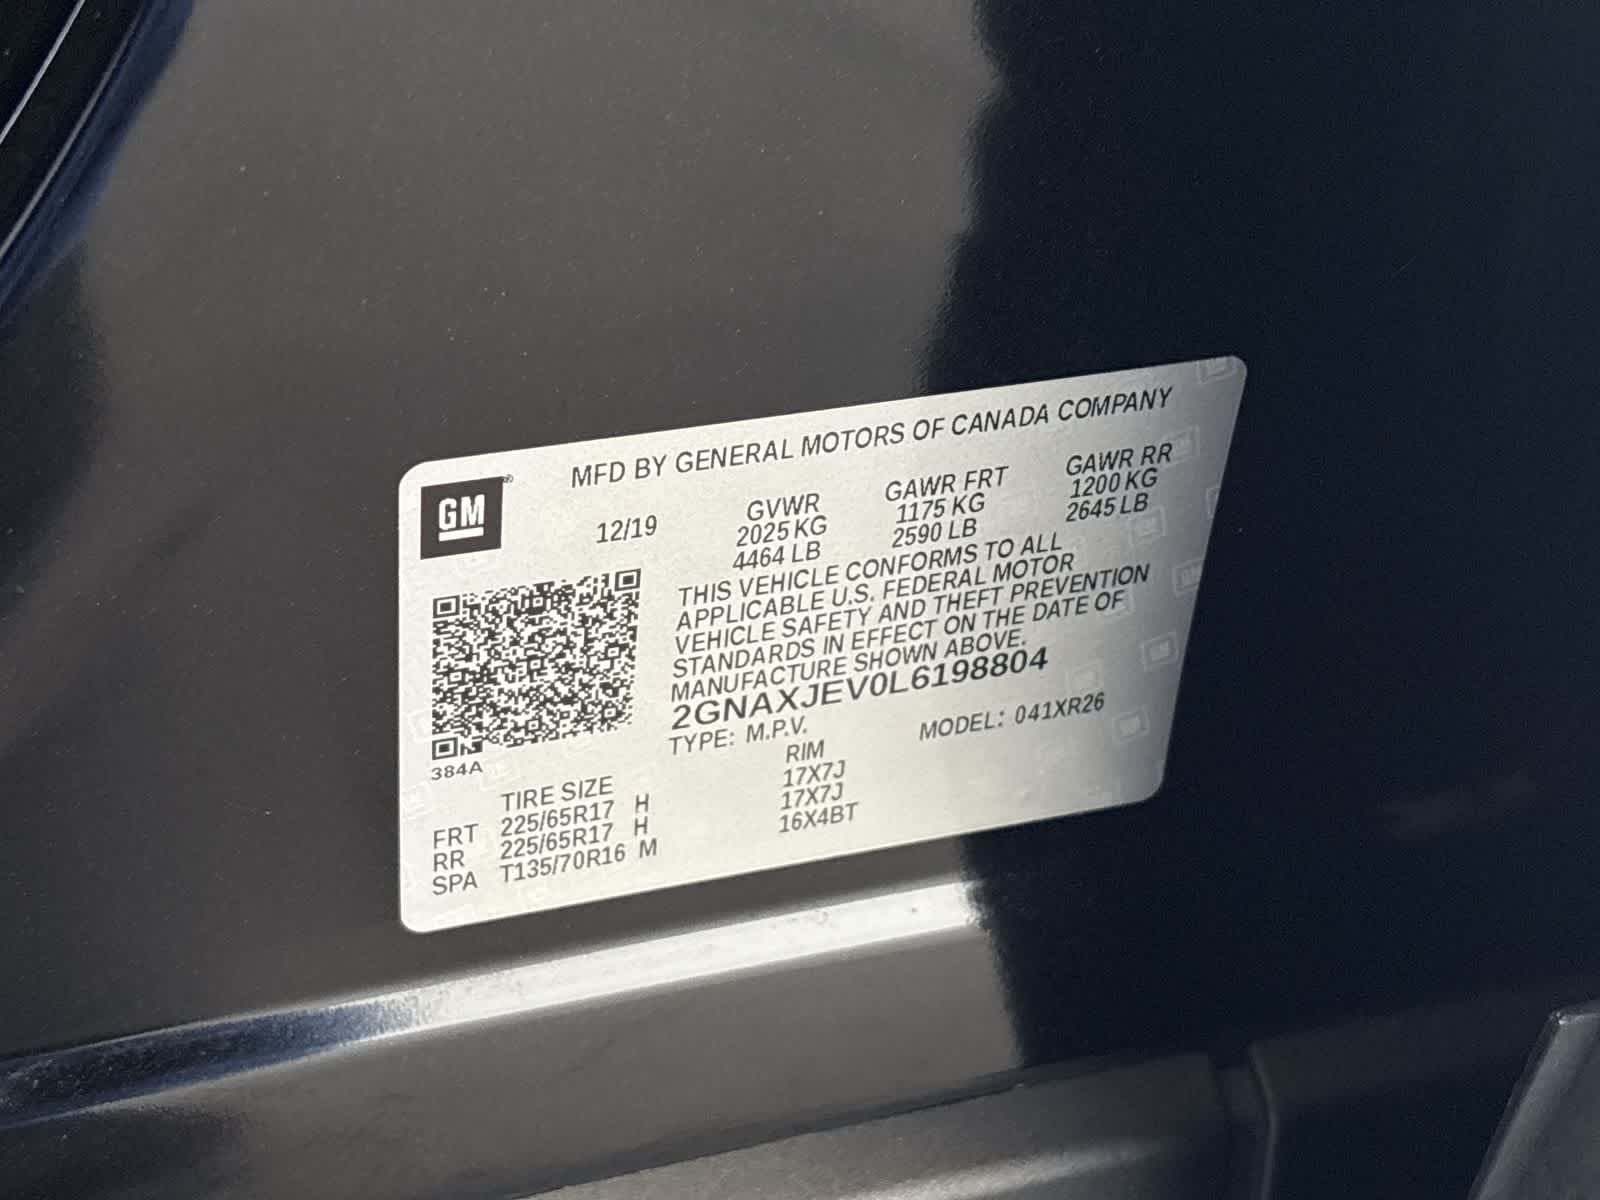 MFD BY GENERAL MOTORS OF CANADA COMPANY
GM®
12/19
GVWR
2025 KG
4464 LB
GAWR FRT
1175 KG
2590 LB
GAWR RR
1200 KG
2645 LB
THIS VEHICLE CONFORMS TO ALL
APPLICABLE U.S. FEDERAL MOTOR
VEHICLE SAFETY AND THEFT PREVENTION
STANDARDS IN EFFECT ON THE DATE OF
MANUFACTURE SHOWN ABOVE.
2GNAXJEV0L6198804
TYPE: M.P.V. MODEL: 041XR26
384A
TIRE SIZE RIM
FRT 225/65R17 H 17X7J
RR 225/65R17 H 17X7J
SPA T135/70R16 M 16X4BT